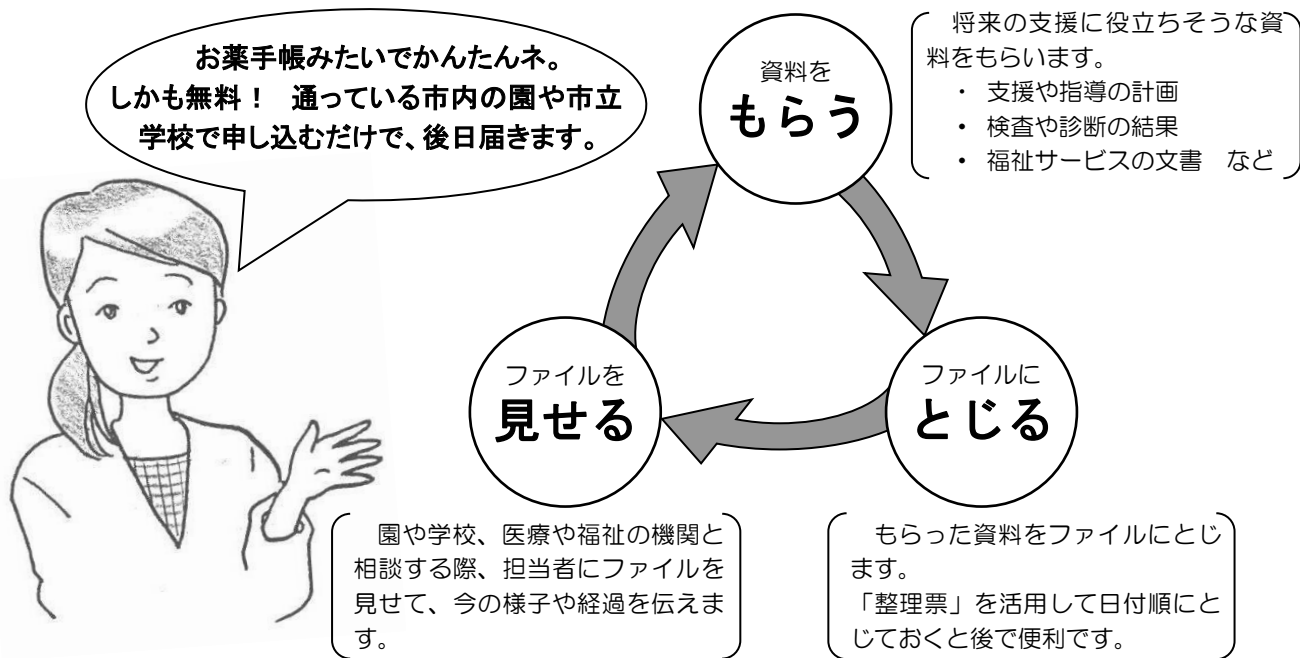 お薬手帳みたいでかんたんネ。
しかも無料！　通っている市内の園や市立
学校で申し込むだけで、後日届きます。
資料を
もらう
将来の支援に役立ちそうな資
料をもらいます。
・　支援や指導の計画
・　検査や診断の結果
・　福祉サービスの文書　など
ファイルに
とじる
もらった資料をファイルにとじ
ます。
「整理票」を活用して日付順にと
じておくと後で便利です。
ファイルを
見せる
園や学校、医療や福祉の機関と
相談する際、担当者にファイルを
見せて、今の様子や経過を伝えま
す。